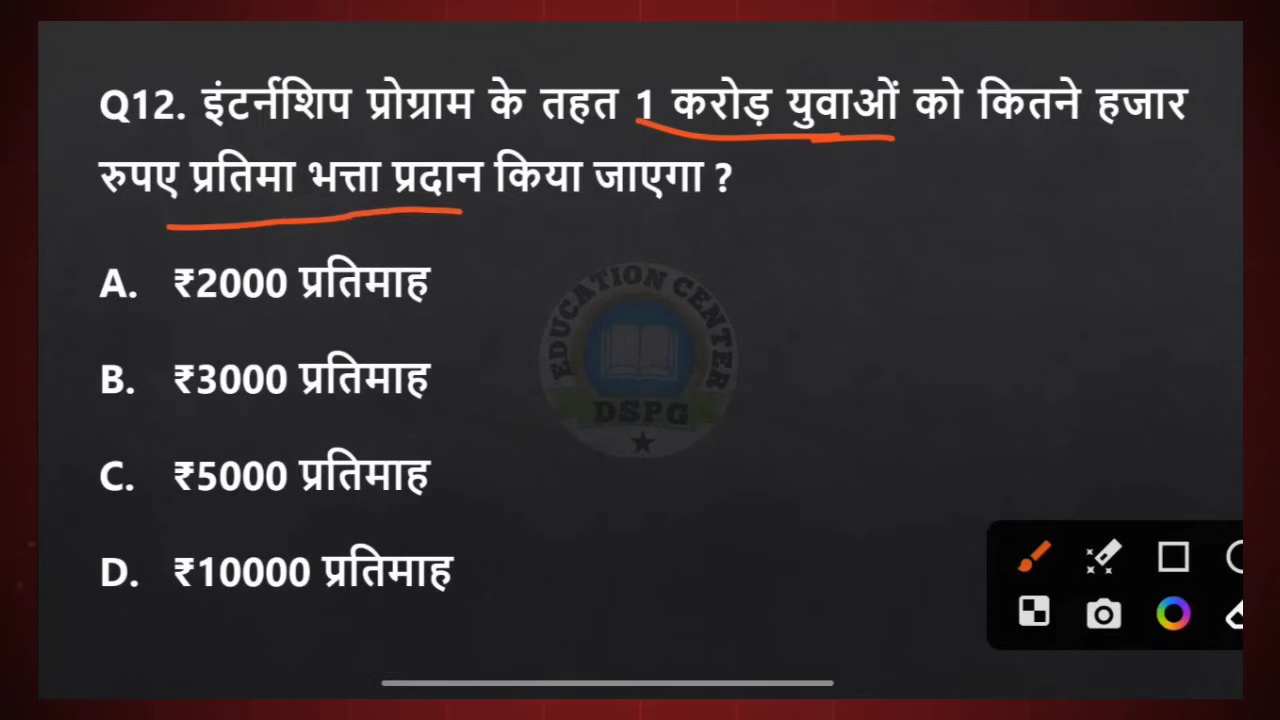 Q12. इंटर्नशिप प्रोग्राम के तहत 1 करोड़ युवाओं को कितने हजार
रुपए प्रतिमा भत्ता प्रदान किया जाएगा ?
A. ₹2000 प्रतिमाह
EDUCATION CENTER
B. ₹3000 प्रतिमाह
DSPG
C. ₹5000 प्रतिमाह
D. ₹10000 प्रतिमाह